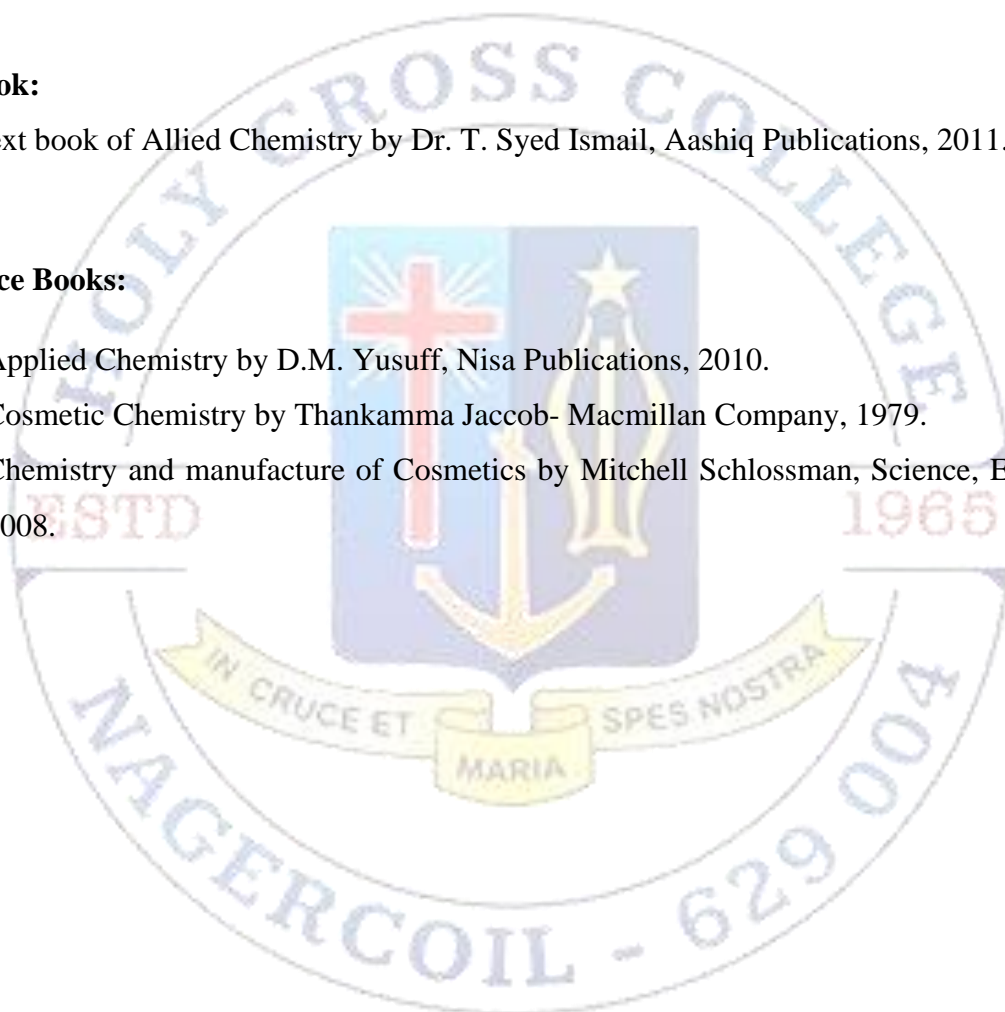 ok:
ext book of Allied Chemistry by Dr. T. Syed Ismail, Aashiq Publications, 2011.
ce Books:
Applied Chemistry by D.M. Yusuff, Nisa Publications, 2010.
Cosmetic Chemistry by Thankamma Jaccob- Macmillan Company, 1979.
Chemistry and manufacture of Cosmetics by Mitchell Schlossman, Science, E
008.
HOLY CROSS COLLEGE
ESTD 1965
IN CRUCE ET MARIA SPES NOSTRA
NAGERCOIL - 629 004